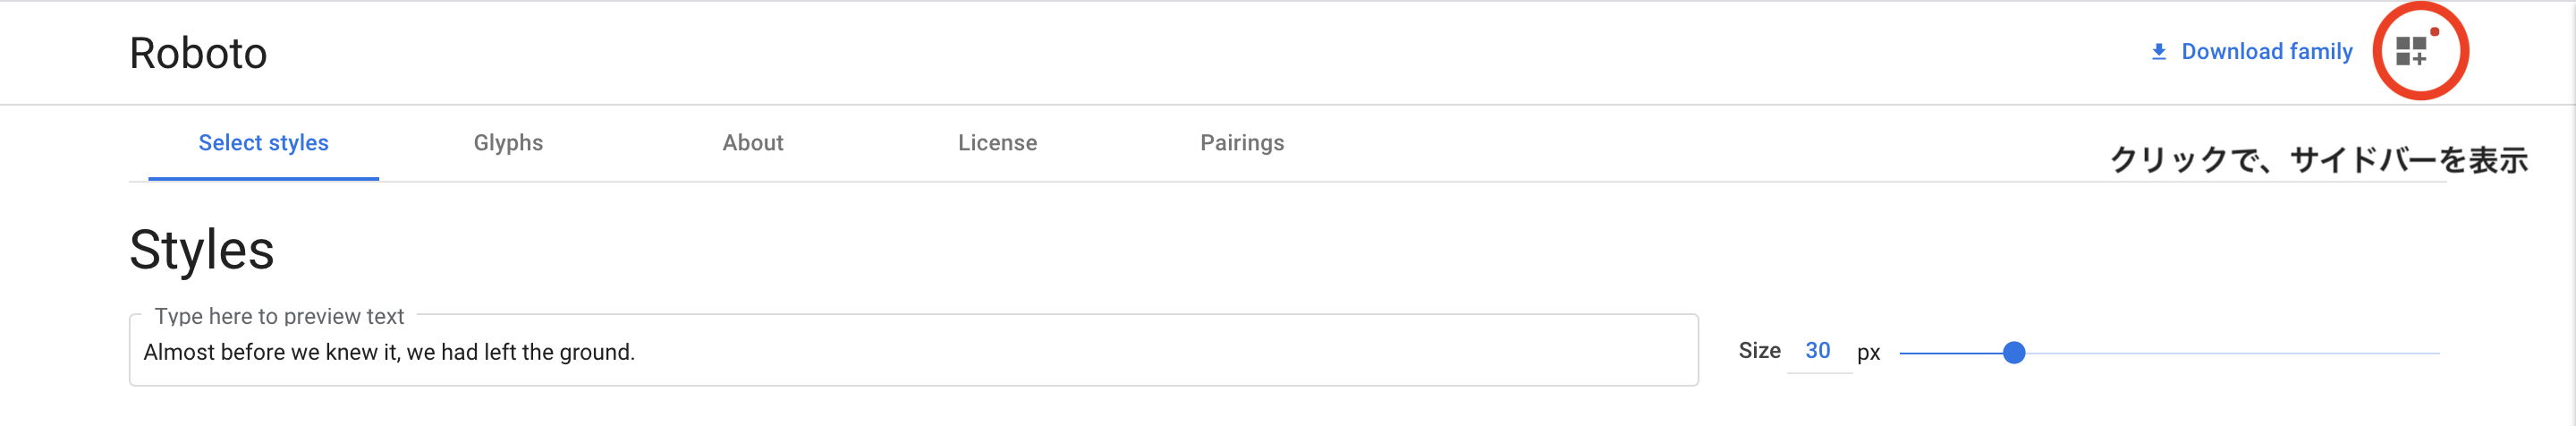 Roboto
Download family
Select styles
Glyphs
About
License
Pairings
クリックで、サイドバーを表示
Styles
Type here to preview text
Almost before we knew it, we had left the ground.
Size 30 px